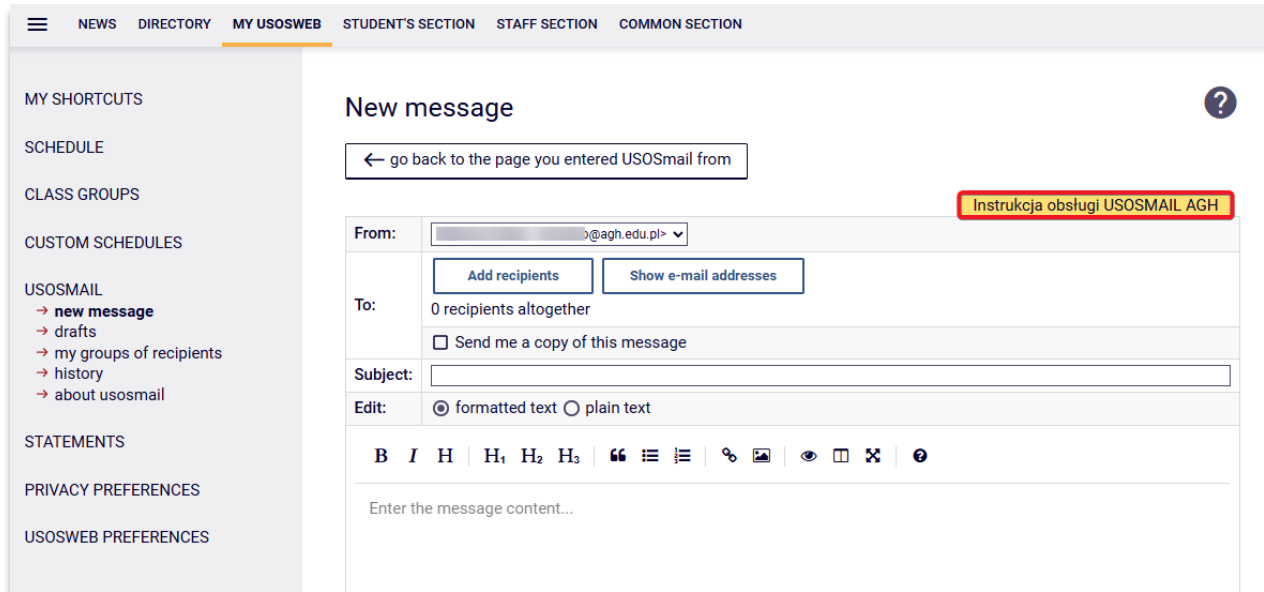 NEWS DIRECTORY MY USOSWEB STUDENT'S SECTION STAFF SECTION COMMON SECTION
MY SHORTCUTS
SCHEDULE
CLASS GROUPS
CUSTOM SCHEDULES
USOSMAIL
→ new message
→ drafts
→ my groups of recipients
→ history
→ about usosmail
STATEMENTS
PRIVACY PREFERENCES
USOSWEB PREFERENCES
New message
?
← go back to the page you entered USOSmail from
Instrukcja obsługi USOSMAIL AGH
From: @agh.edu.pl>
To:
Add recipients Show e-mail addresses
0 recipients altogether
Send me a copy of this message
Subject:
Edit: formatted text plain text
B I H H1 H2 H3
Enter the message content...